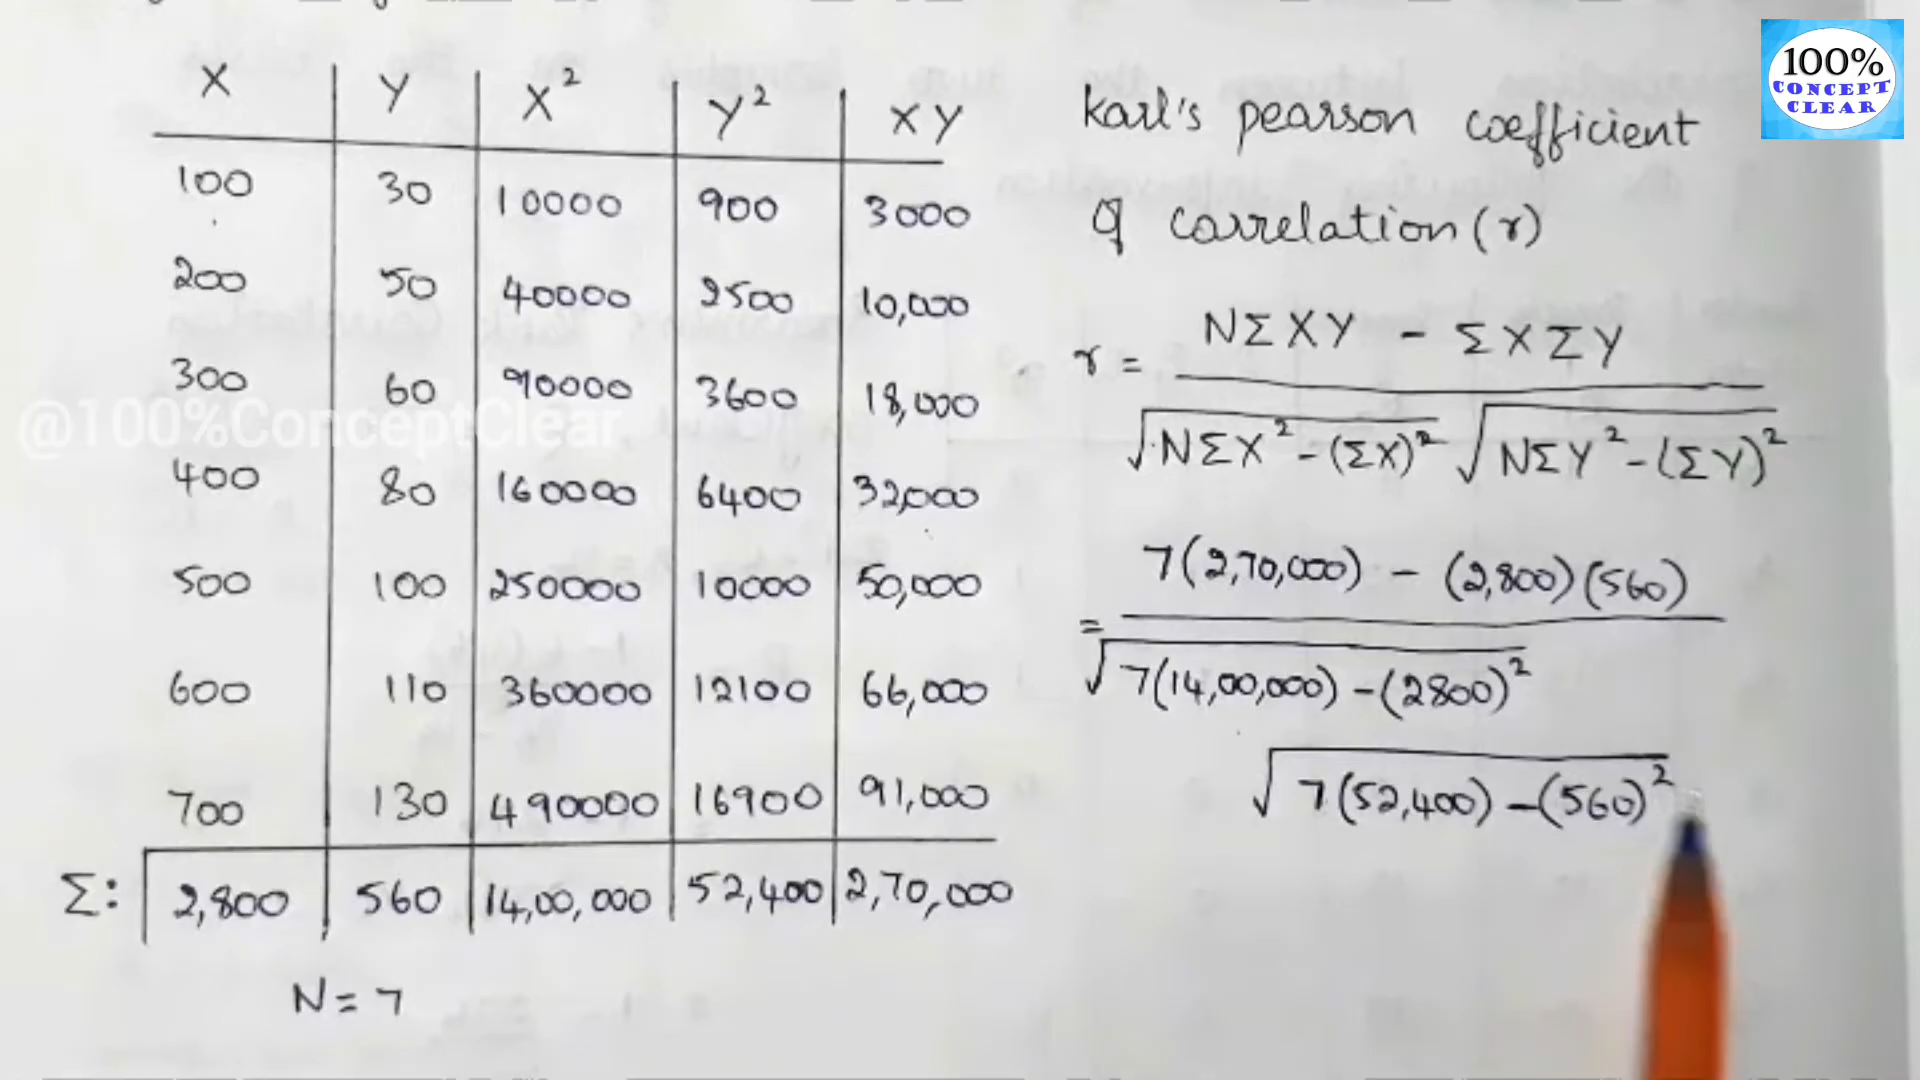 100%
CONCEPT
CLEAR
X Y X² Y² XY
100 30 10000 900 3000
200 50 40000 2500 10,000
300 60 90000 3600 18,000
400 80 160000 6400 32,000
500 100 250000 10000 50,000
600 110 360000 12100 66,000
700 130 490000 16900 91,000
Σ: 2,800 560 14,00,000 52,400 2,70,000
N = 7
@100%ConceptClear
Karl's pearson coefficient
of correlation (r)
r = NΣXY - ΣXΣY
√NΣX² - (ΣX)² √NΣY² - (ΣY)²
= 7(2,70,000) - (2,800)(560)
√7(14,00,000) - (2800)²
√7(52,400) - (560)²